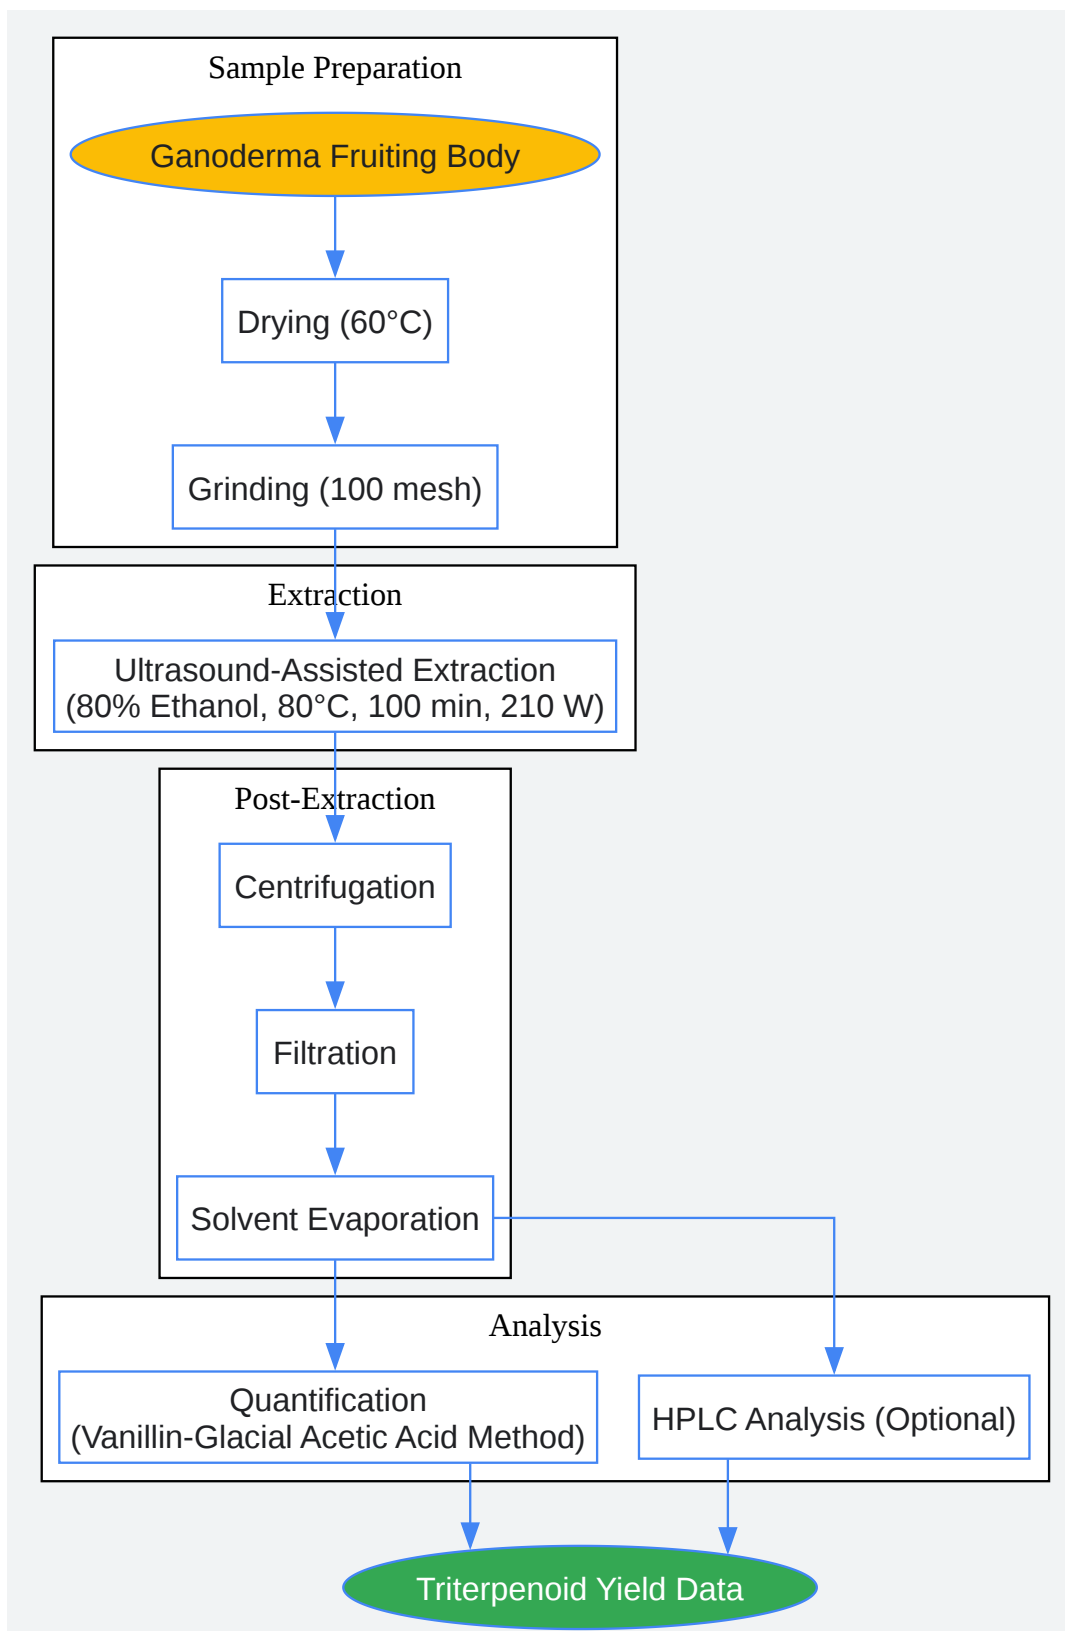 Sample Preparation
Ganoderma Fruiting Body
Drying (60°C)
Grinding (100 mesh)
Extraction
Ultrasound-Assisted Extraction
(80% Ethanol, 80°C, 100 min, 210 W)
Post-Extraction
Centrifugation
Filtration
Solvent Evaporation
Analysis
Quantification
(Vanillin-Glacial Acetic Acid Method)
HPLC Analysis (Optional)
Triterpenoid Yield Data